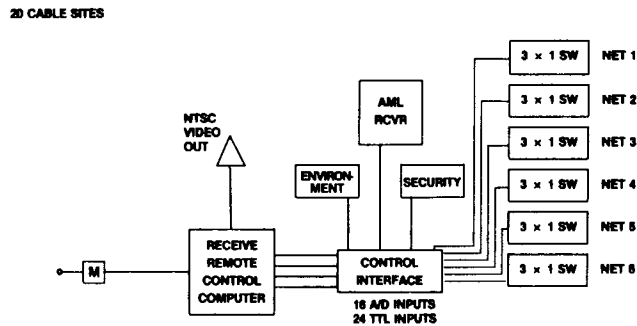 20 CABLE SITES
3 × 1 SW NET 1
3 × 1 SW NET 2
3 × 1 SW NET 3
3 × 1 SW NET 4
3 × 1 SW NET 5
3 × 1 SW NET 6
AML
RCVR
NTSC
VIDEO
OUT
ENVIRON-
MENT
SECURITY
M
RECEIVE
REMOTE
CONTROL
COMPUTER
CONTROL
INTERFACE
16 A/D INPUTS
24 TTL INPUTS